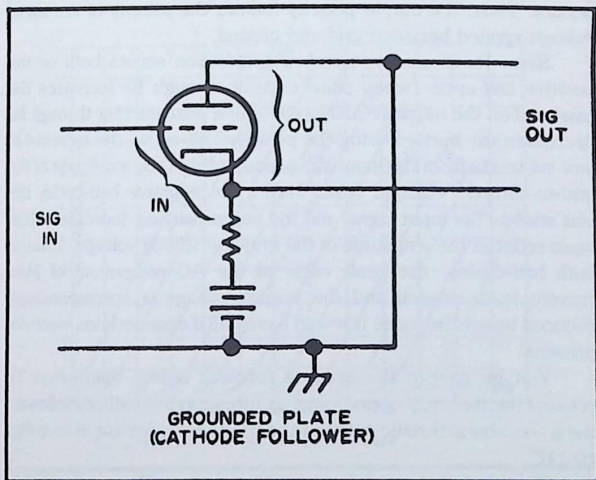 OUT
SIG
OUT
IN
SIG
IN
GROUNDED PLATE
(CATHODE FOLLOWER)